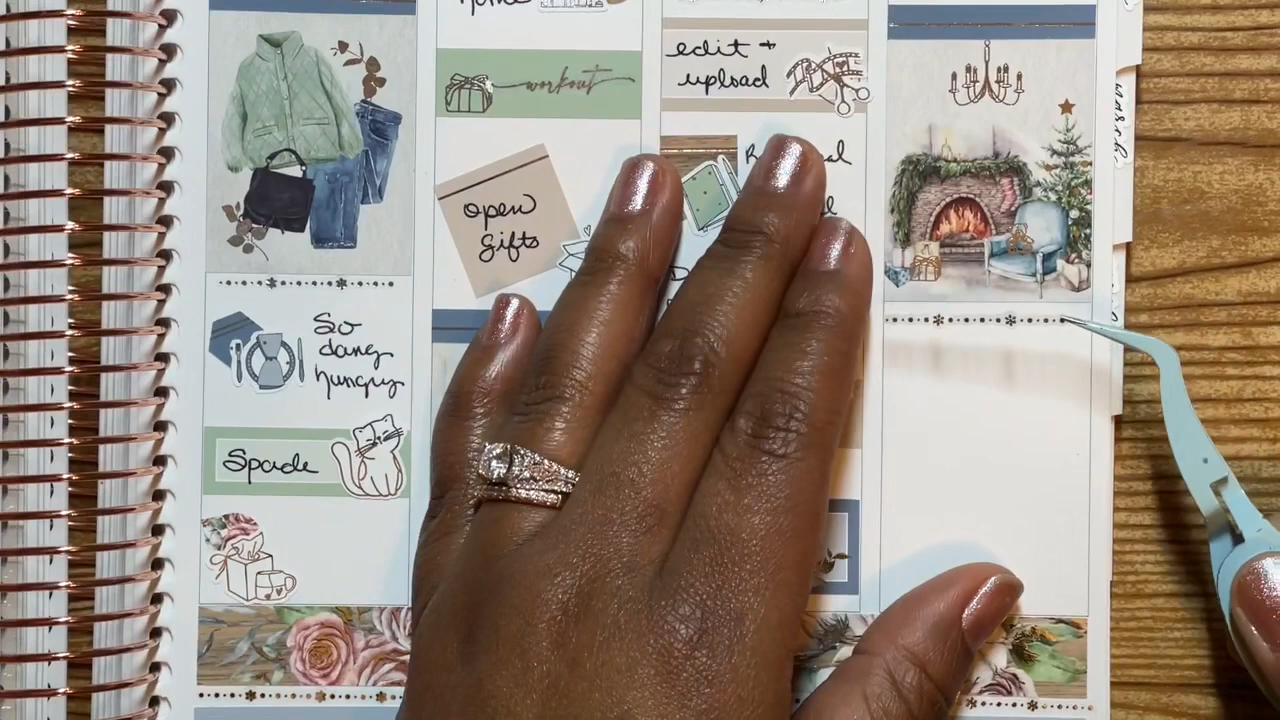 So
dang
hungry
Spade
workout
open
gifts
edit +
upload